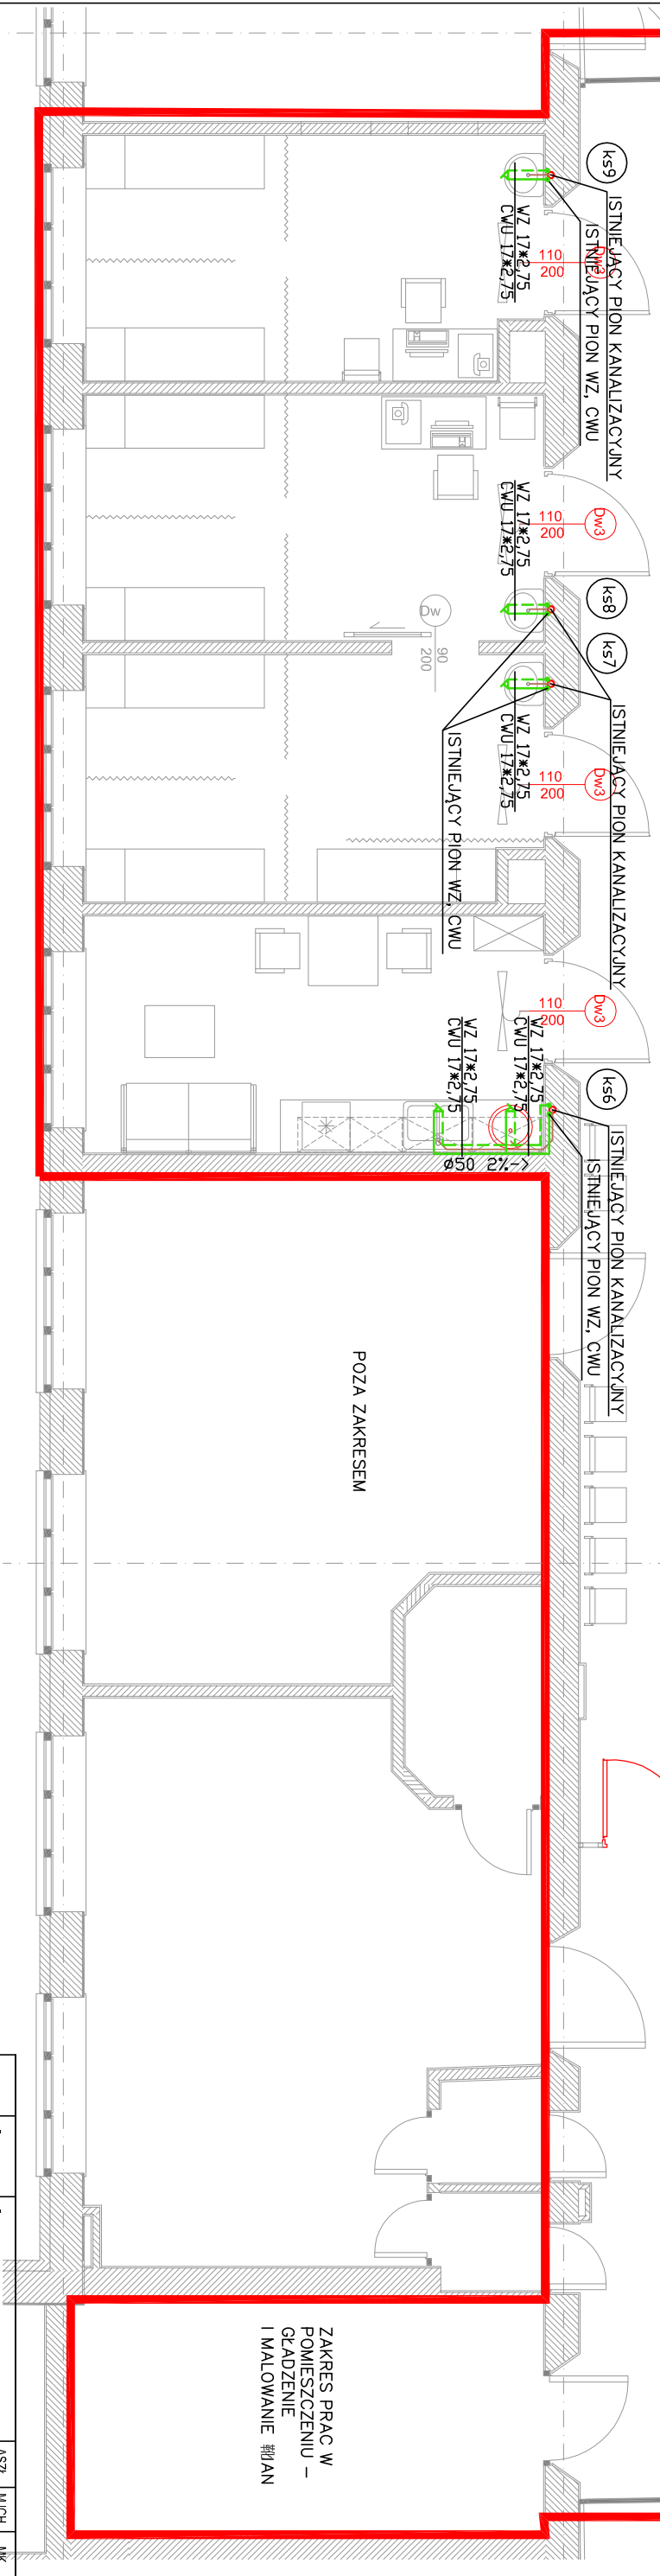 ks9
ISTNIEJĄCY PION KANALIZACYJNY
ISTNIEJĄCY PION WZ, CWU
WZ 17*2,75
CWU 17*2,75
Dw3
110
200
WZ 17*2,75
CWU 17*2,75
Dw3
110
200
Dw
90
200
ks8
ks7
ISTNIEJĄCY PION KANALIZACYJNY
ISTNIEJĄCY PION WZ, CWU
WZ 17*2,75
CWU 17*2,75
Dw3
110
200
Dw3
110
200
WZ 17*2,75
CWU 17*2,75
WZ 17*2,75
CWU 17*2,75
ks6
ISTNIEJĄCY PION KANALIZACYJNY
ISTNIEJĄCY PION WZ, CWU
ø50 2%->
POZA ZAKRESEM
ZAKRES PRAC W
POMIESZCZENIU –
GŁADZENIE
I MALOWANIE